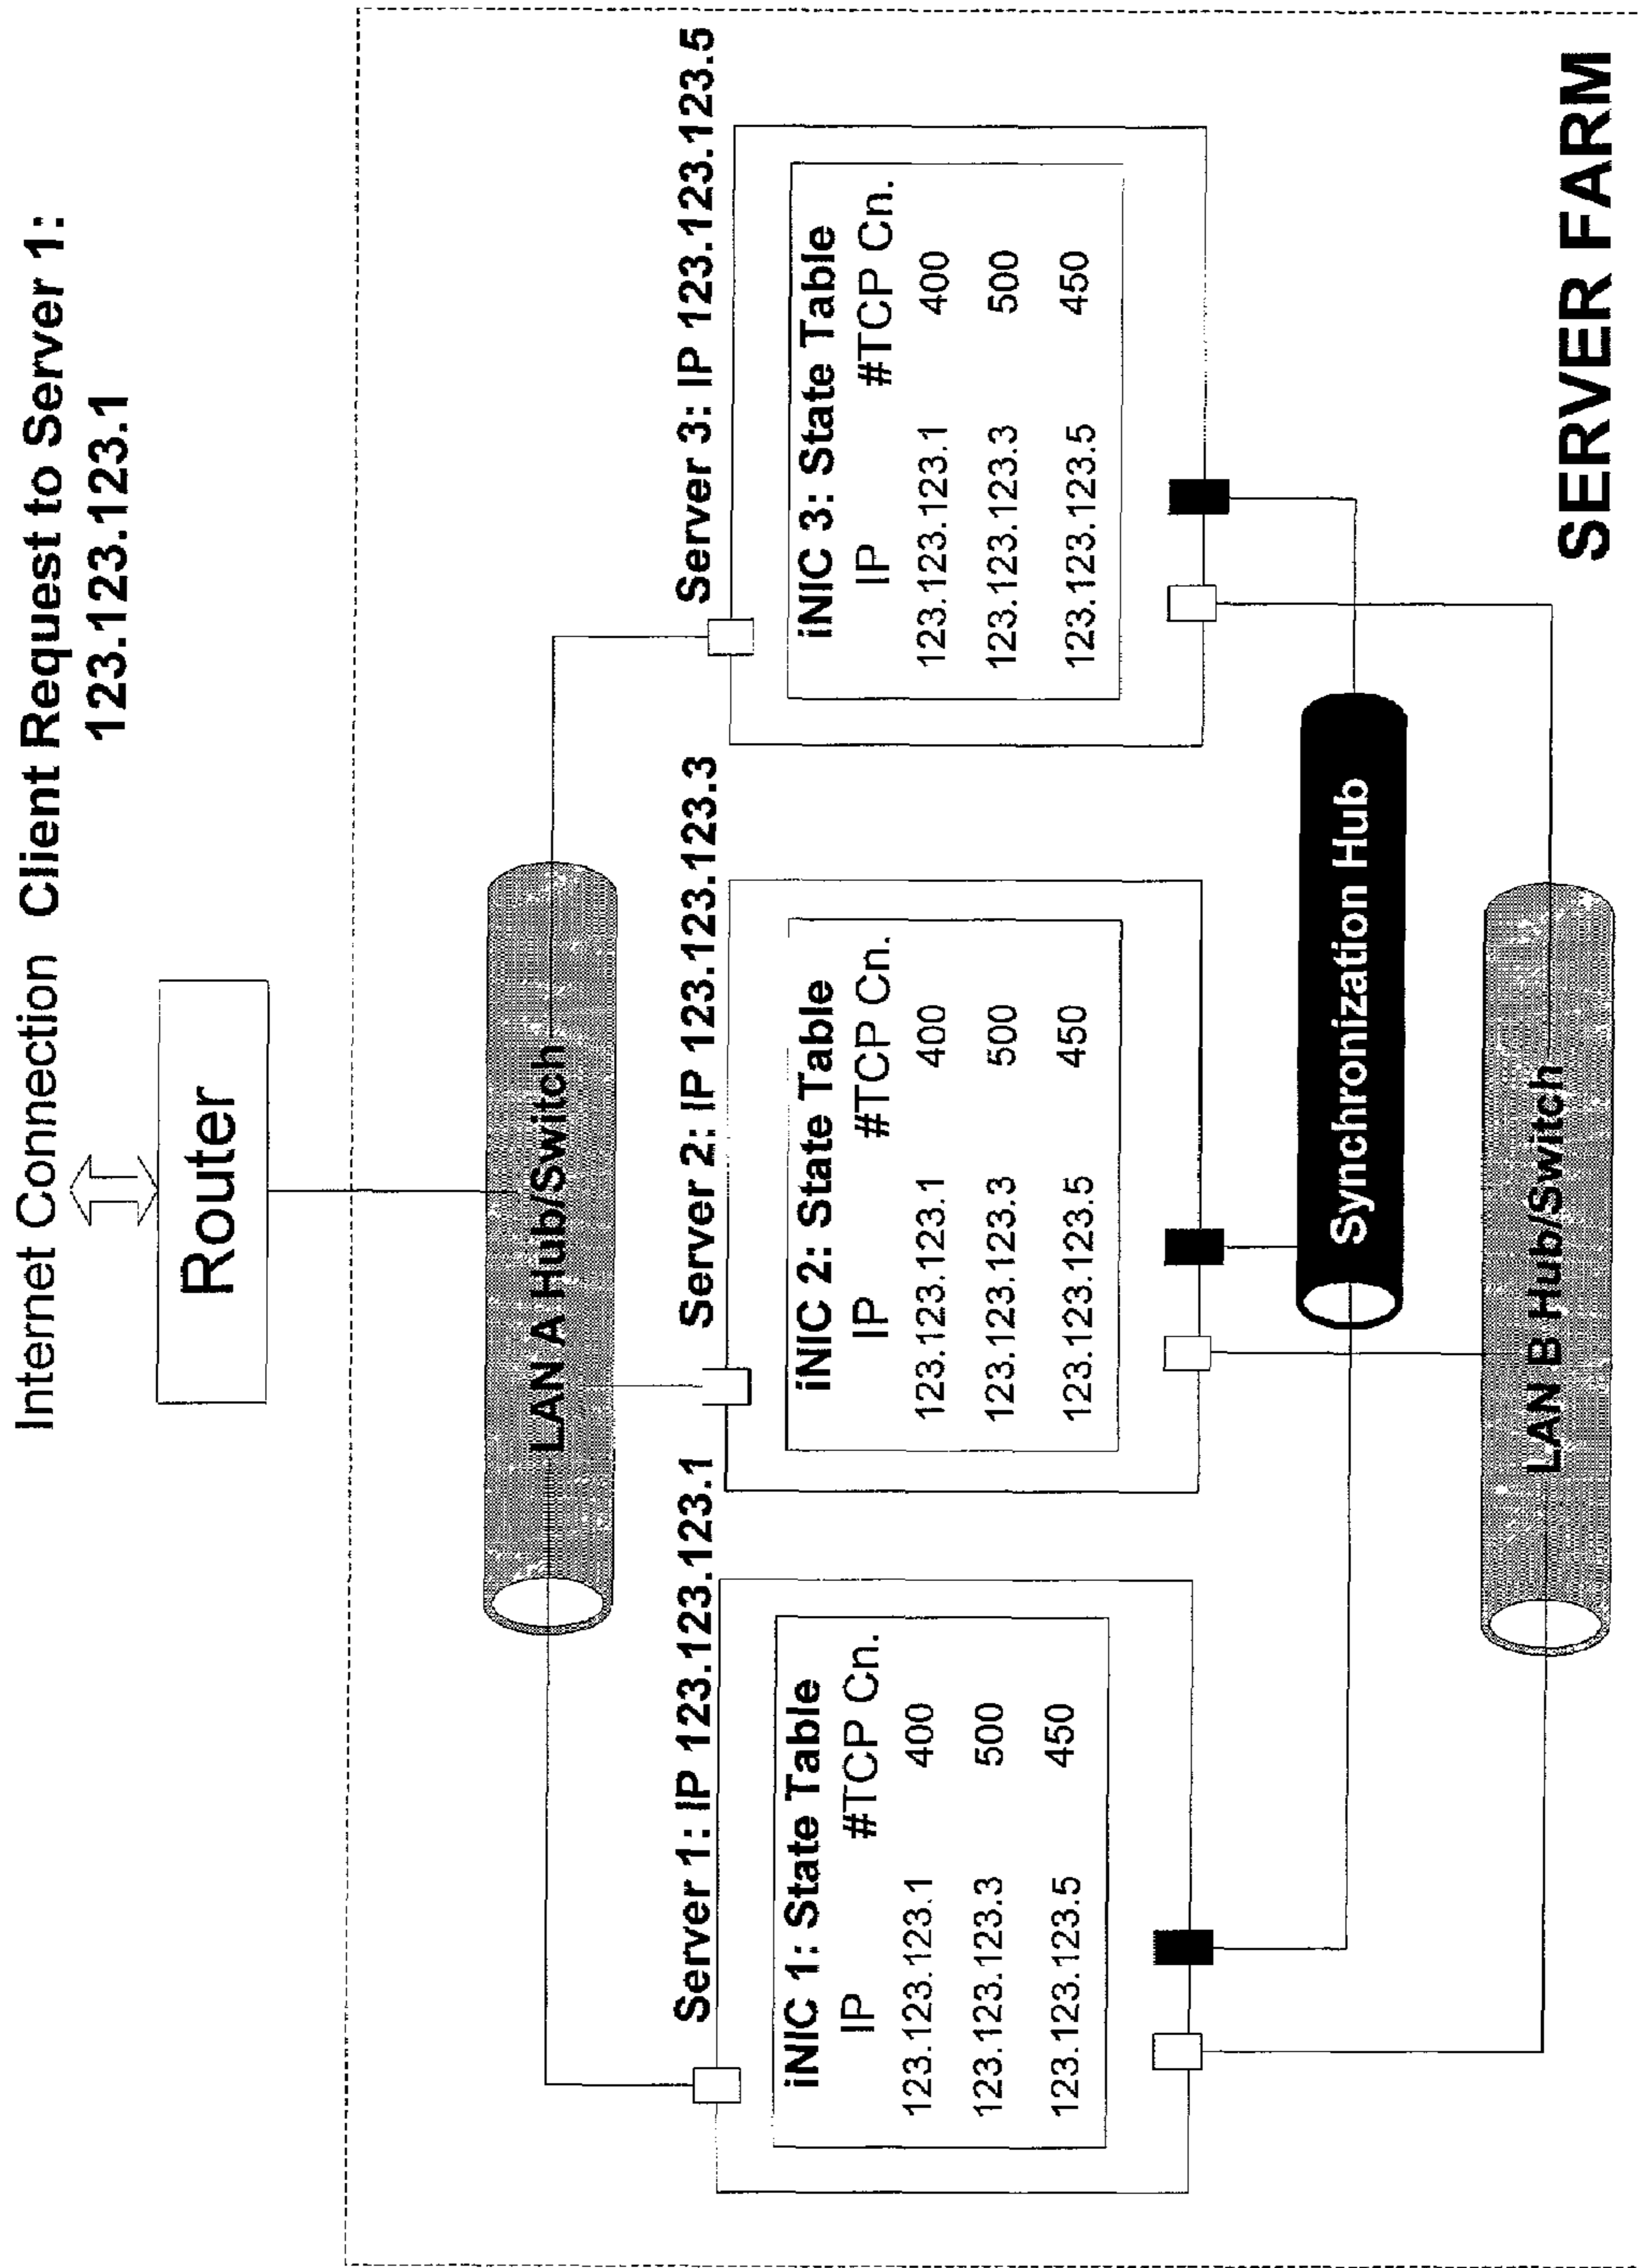 Internet Connection Client Request to Server 1:
123.123.123.1
Router
LAN A Hub/Switch
Server 1: IP 123.123.123.1
iNIC 1: State Table
IP #TCP Cn.
123.123.123.1 400
123.123.123.3 500
123.123.123.5 450
Server 2: IP 123.123.123.3
iNIC 2: State Table
IP #TCP Cn.
123.123.123.1 400
123.123.123.3 500
123.123.123.5 450
Server 3: IP 123.123.123.5
iNIC 3: State Table
IP #TCP Cn.
123.123.123.1 400
123.123.123.3 500
123.123.123.5 450
Synchronization Hub
LAN B Hub/Switch
SERVER FARM